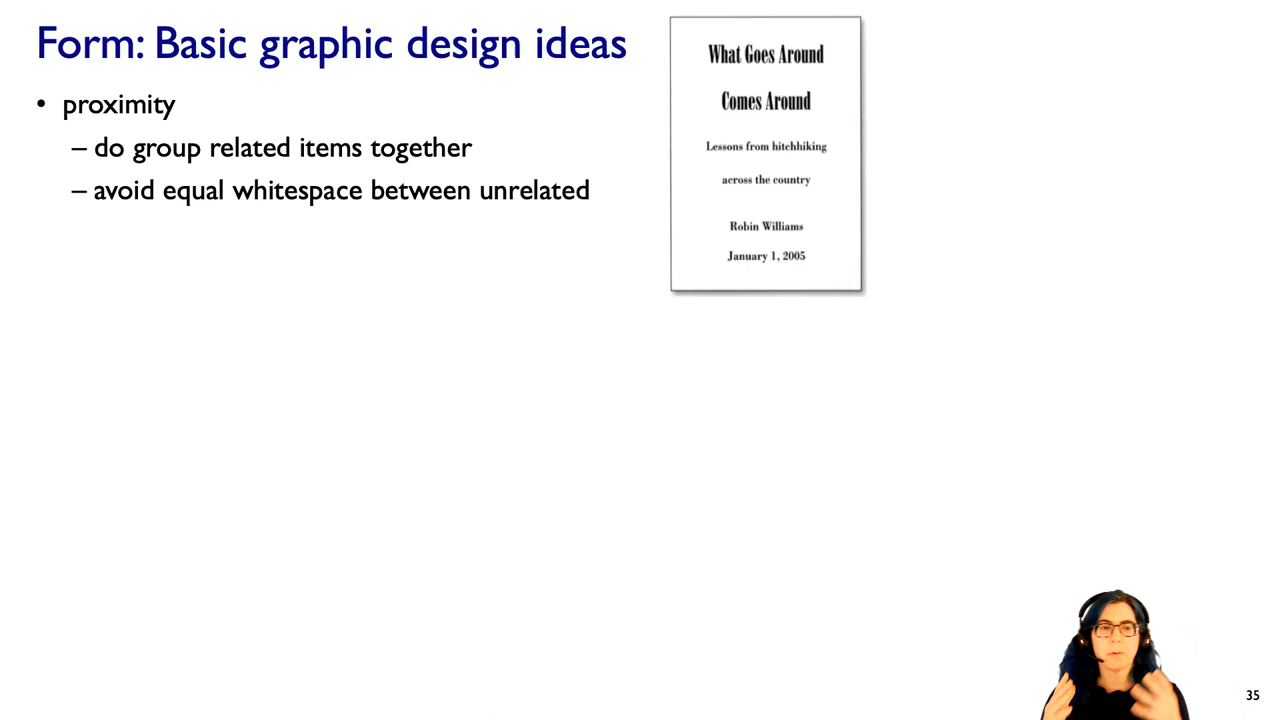 Form: Basic graphic design ideas
• proximity
– do group related items together
– avoid equal whitespace between unrelated
What Goes Around
Comes Around
Lessons from hitchhiking
across the country
Robin Williams
January 1, 2005
35